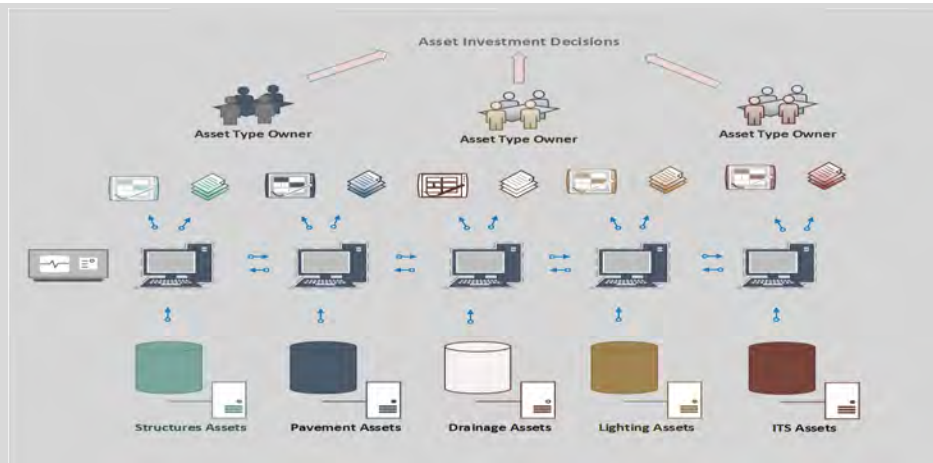 Asset Investment Decisions
Asset Type Owner
Asset Type Owner
Asset Type Owner
Structures Assets
Pavement Assets
Drainage Assets
Lighting Assets
ITS Assets